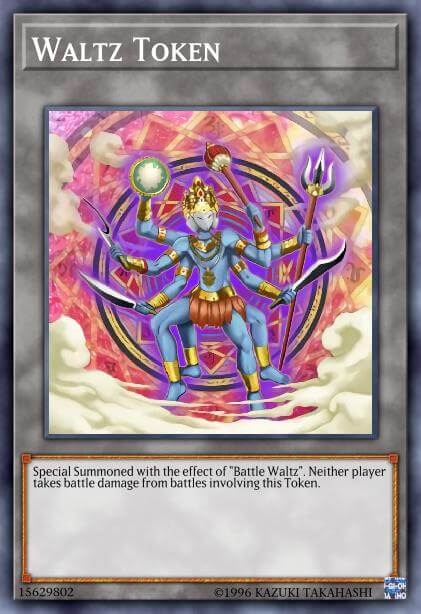 Waltz Token
Special Summoned with the effect of "Battle Waltz". Neither player
takes battle damage from battles involving this Token.
15629802
©1996 KAZUKI TAKAHASHI